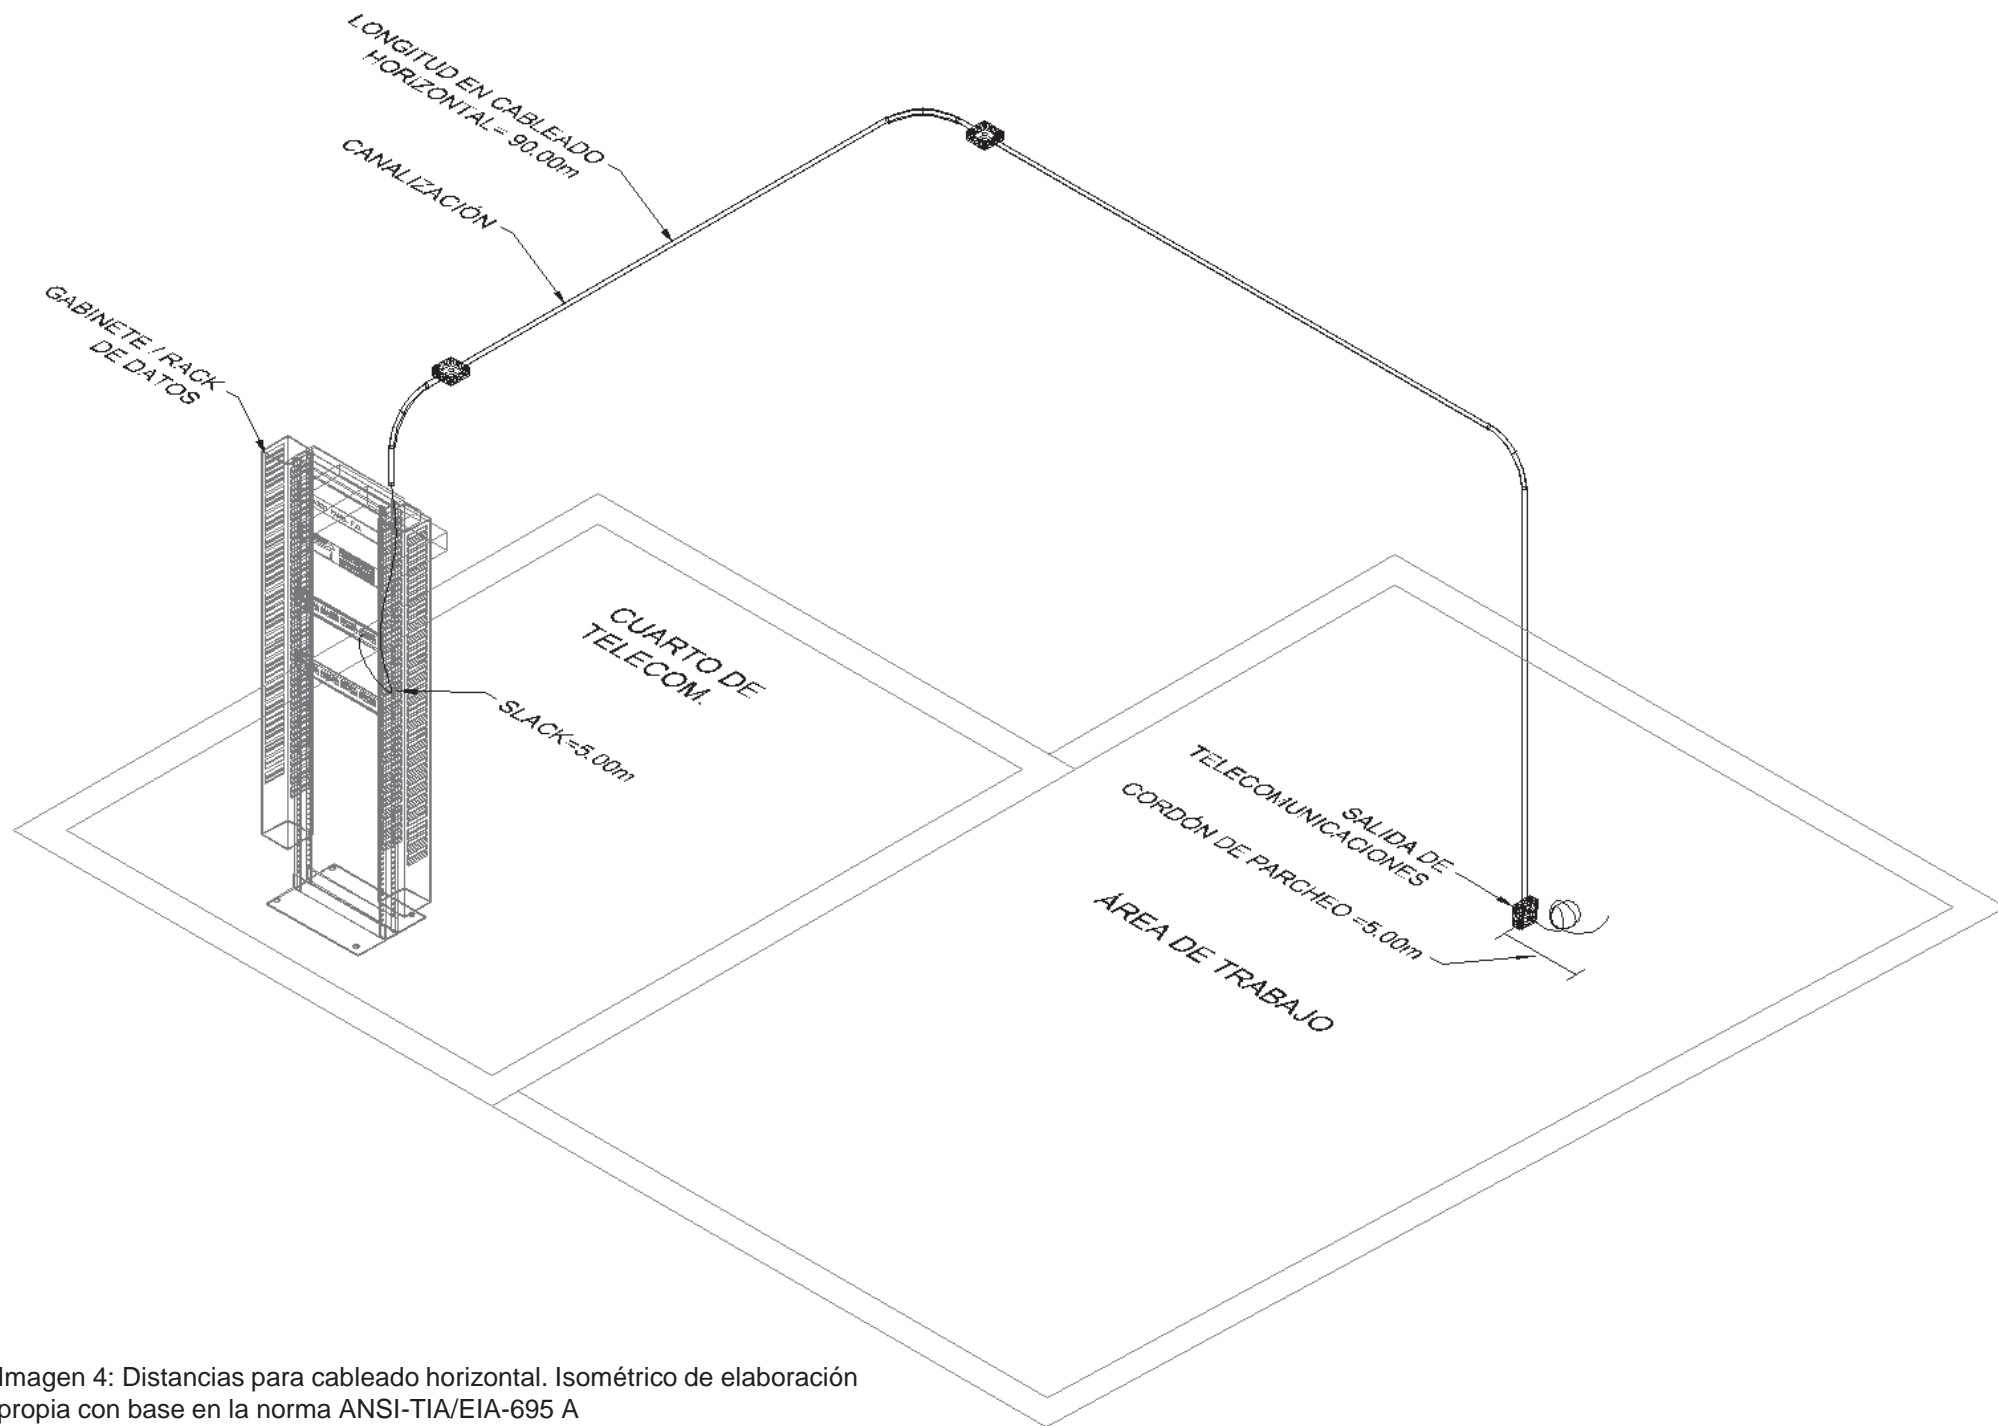 LONGITUD EN CABLEADO
HORIZONTAL= 90.00m
CANALIZACIÓN
GABINETE / RACK
DE DATOS
CUARTO DE
TELECOM.
SLACK=5.00m
SALIDA DE
TELECOMUNICACIONES
CORDÓN DE PARCHEO =5.00m
ÁREA DE TRABAJO
Imagen 4: Distancias para cableado horizontal. Isométrico de elaboración
propia con base en la norma ANSI-TIA/EIA-695 A